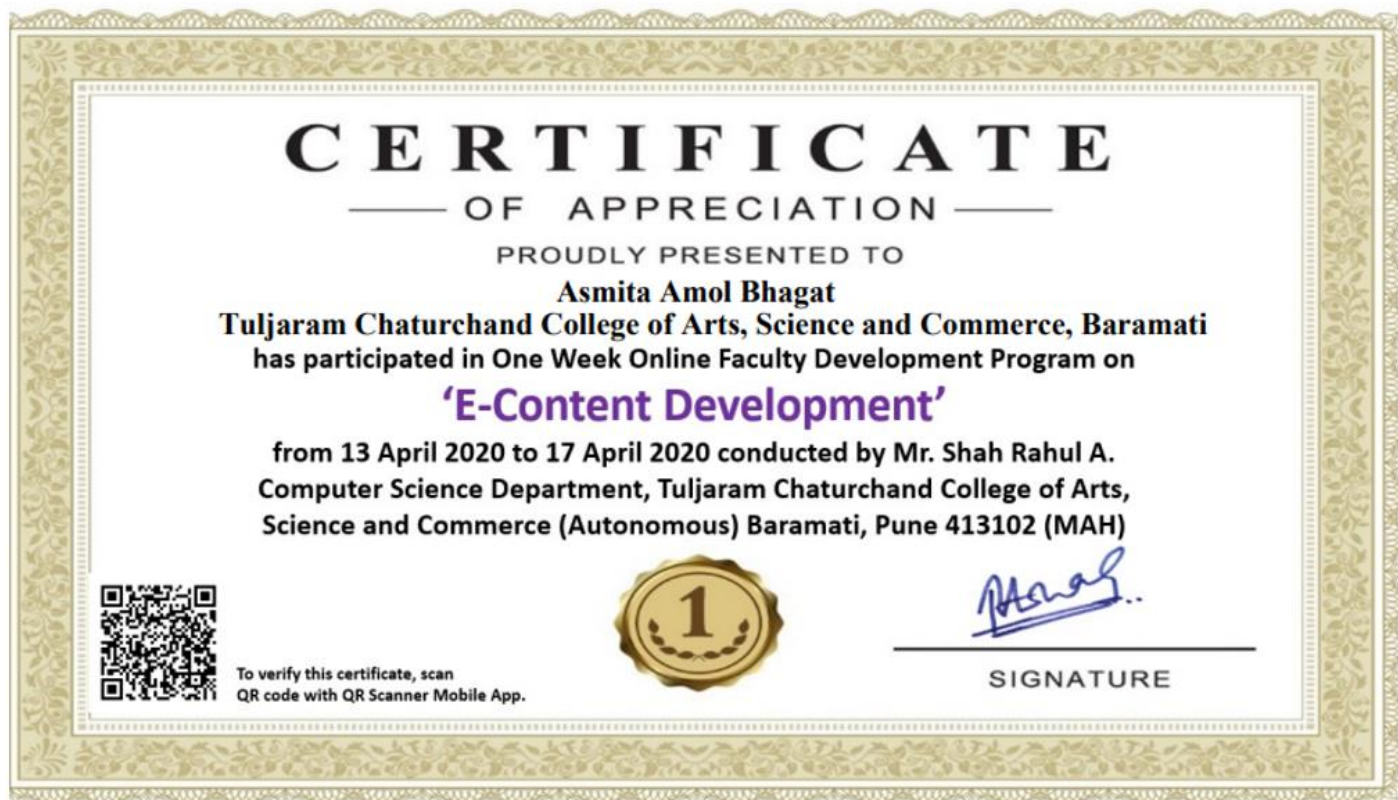 CERTIFICATE
OF APPRECIATION
PROUDLY PRESENTED TO
Asmita Amol Bhagat
Tuljaram Chaturchand College of Arts, Science and Commerce, Baramati
has participated in One Week Online Faculty Development Program on
‘E-Content Development’
from 13 April 2020 to 17 April 2020 conducted by Mr. Shah Rahul A.
Computer Science Department, Tuljaram Chaturchand College of Arts,
Science and Commerce (Autonomous) Baramati, Pune 413102 (MAH)
1
To verify this certificate, scan
QR code with QR Scanner Mobile App.
SIGNATURE